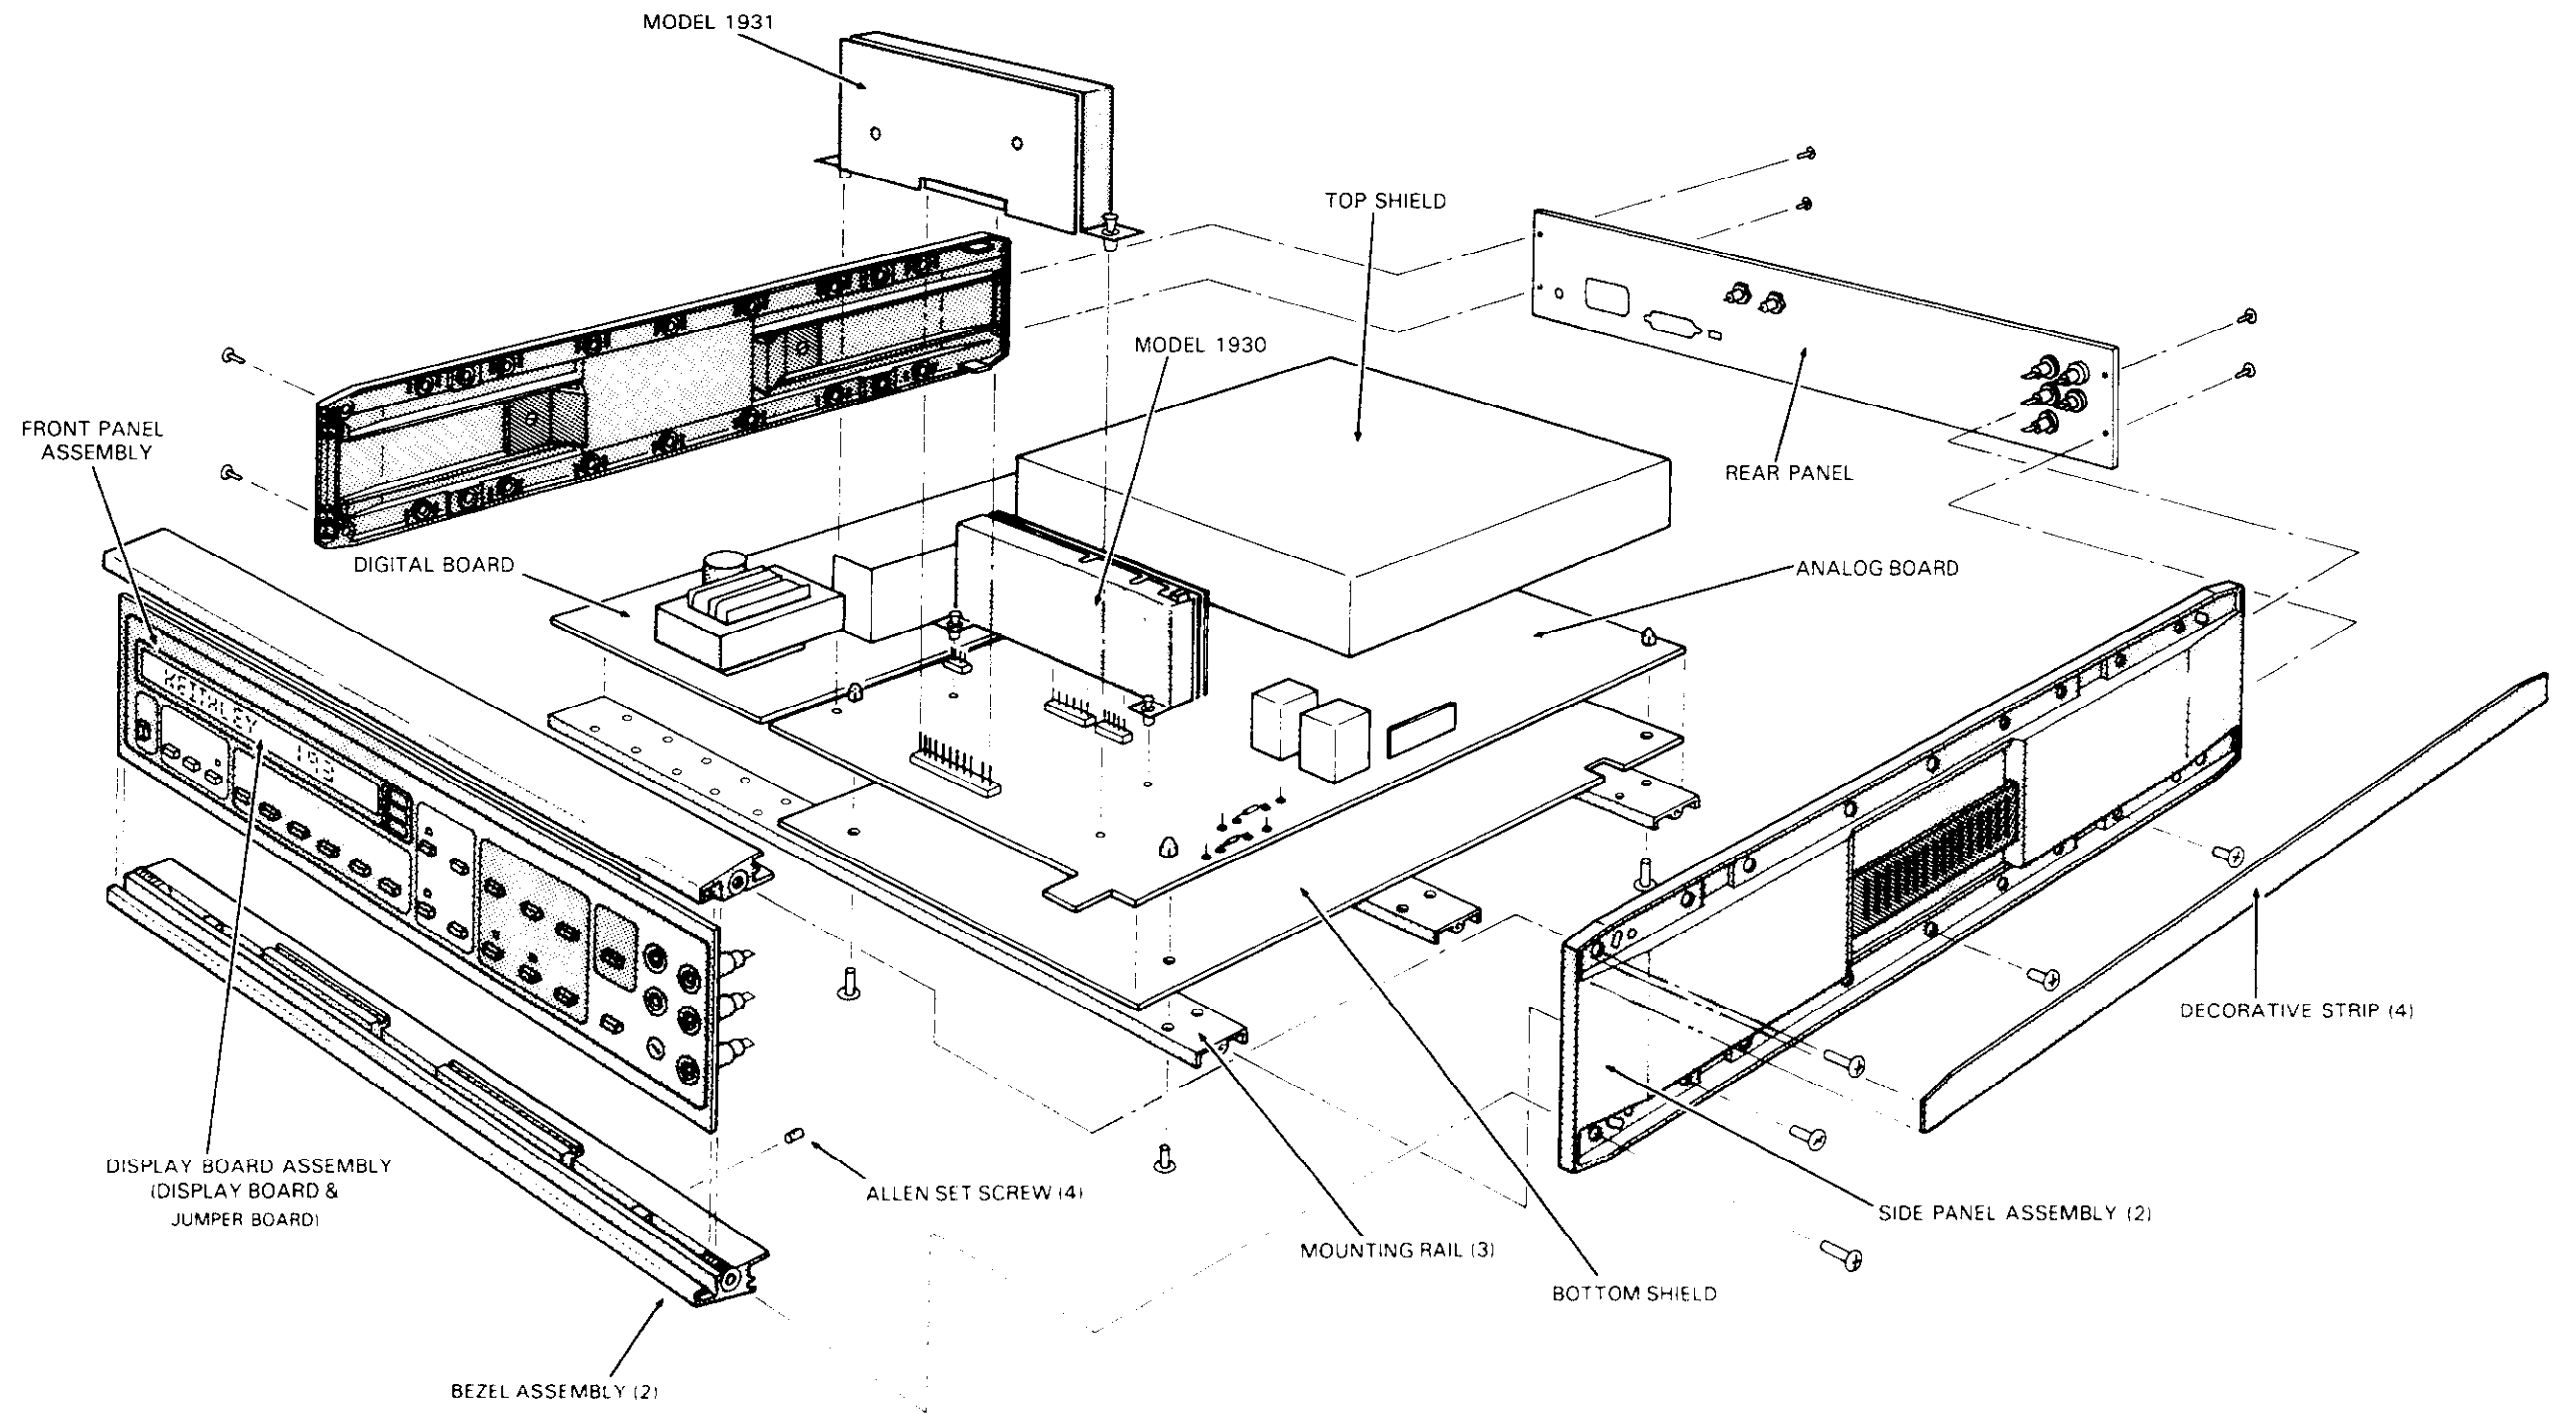 MODEL 1931
TOP SHIELD
MODEL 1930
FRONT PANEL
ASSEMBLY
REAR PANEL
DIGITAL BOARD
ANALOG BOARD
KEITHLEY 193
DECORATIVE STRIP (4)
DISPLAY BOARD ASSEMBLY
(DISPLAY BOARD &
JUMPER BOARD)
ALLEN SET SCREW (4)
SIDE PANEL ASSEMBLY (2)
MOUNTING RAIL (3)
BOTTOM SHIELD
BEZEL ASSEMBLY (2)